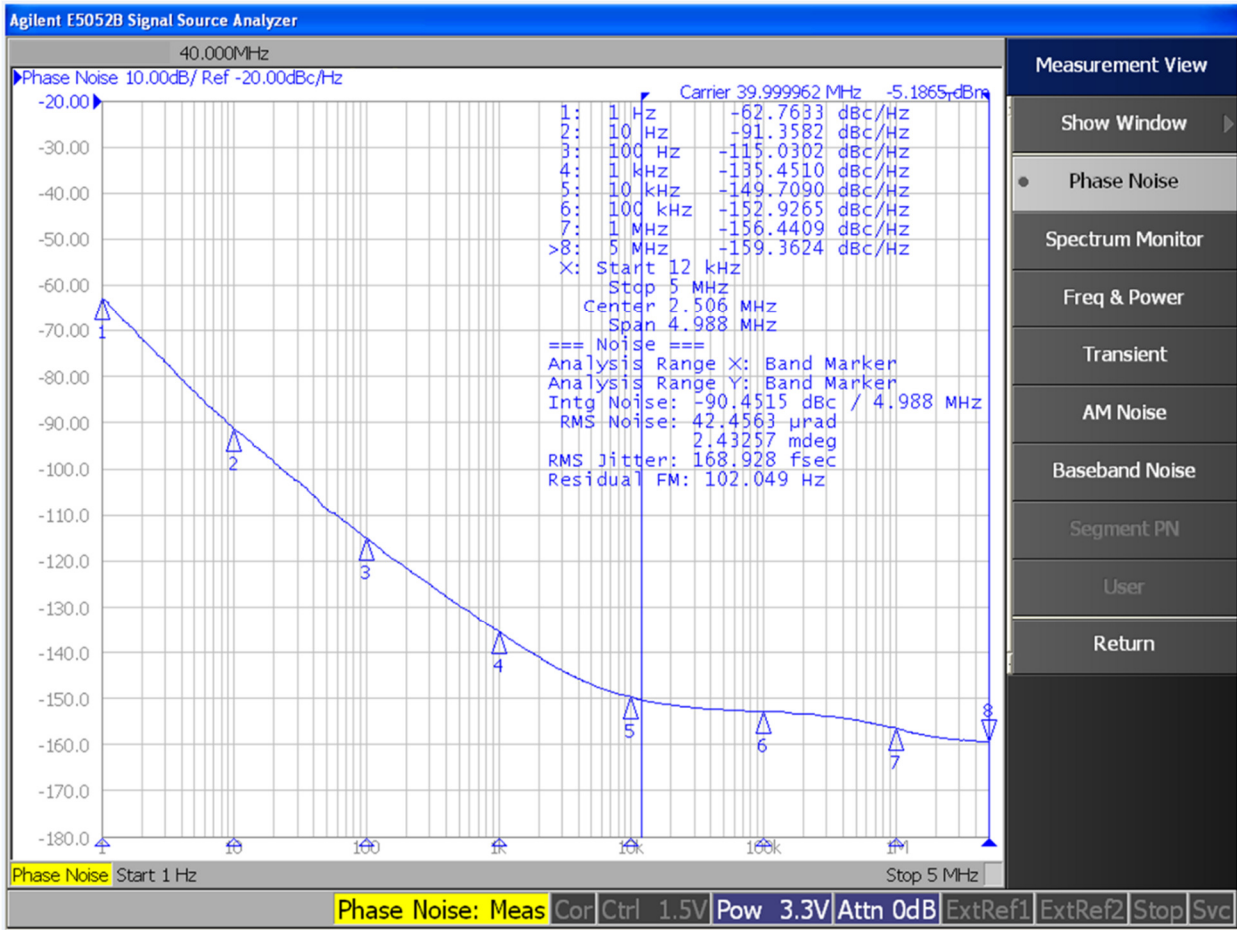 Agilent E5052B Signal Source Analyzer
40.000MHz
Phase Noise 10.00dB/ Ref -20.00dBc/Hz
Carrier 39.999962 MHz -5.1865 dBm
-20.00
-30.00
-40.00
-50.00
-60.00
-70.00
-80.00
-90.00
-100.0
-110.0
-120.0
-130.0
-140.0
-150.0
-160.0
-170.0
-180.0
1: 1 Hz -62.7633 dBc/Hz
2: 10 Hz -91.3582 dBc/Hz
3: 100 Hz -115.0302 dBc/Hz
4: 1 kHz -135.4510 dBc/Hz
5: 10 kHz -149.7090 dBc/Hz
6: 100 kHz -152.9265 dBc/Hz
7: 1 MHz -156.4409 dBc/Hz
>8: 5 MHz -159.3624 dBc/Hz
X: Start 12 kHz
Stop 5 MHz
Center 2.506 MHz
Span 4.988 MHz
=== Noise ===
Analysis Range X: Band Marker
Analysis Range Y: Band Marker
Intg Noise: -90.4515 dBc / 4.988 MHz
RMS Noise: 42.4563 µrad
2.43257 mdeg
RMS Jitter: 168.928 fsec
Residual FM: 102.049 Hz
1
2
3
4
5
6
7
8
1
10
100
1k
10k
100k
1M
Phase Noise Start 1 Hz
Stop 5 MHz
Phase Noise: Meas Cor Ctrl 1.5V Pow 3.3V Attn 0dB ExtRef1 ExtRef2 Stop Svc
Measurement View
Show Window
Phase Noise
Spectrum Monitor
Freq & Power
Transient
AM Noise
Baseband Noise
Segment PN
User
Return